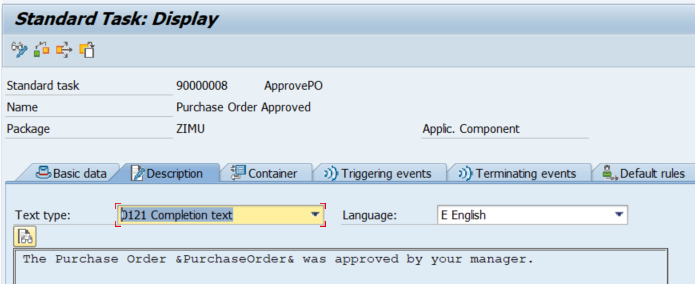 Standard Task: Display
Standard task 90000008 ApprovePO
Name Purchase Order Approved
Package ZIMU Applic. Component
Basic data Description Container Triggering events Terminating events Default rules
Text type: 0121 Completion text Language: E English
The Purchase Order &PurchaseOrder& was approved by your manager.